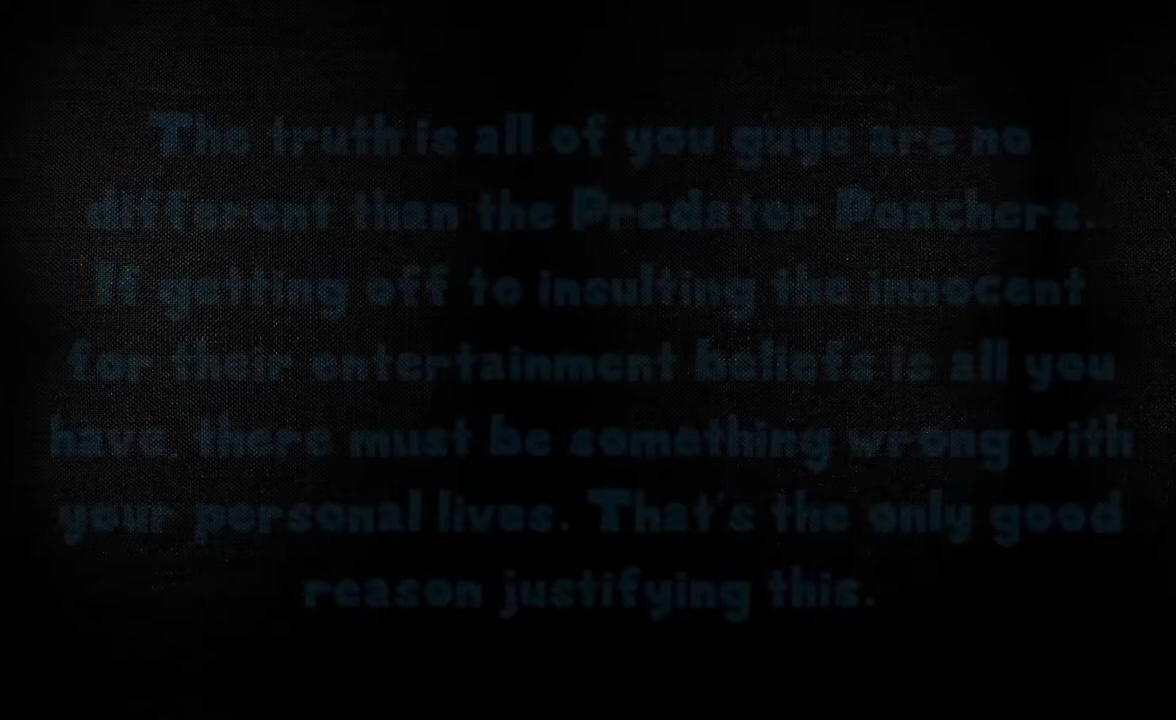 The truth is all of you guys are no
different than the Predator Poachers.
If getting off to insulting the innocent
for their entertainment beliefs is all you
have, there must be something wrong with
your personal lives. That's the only good
reason justifying this.